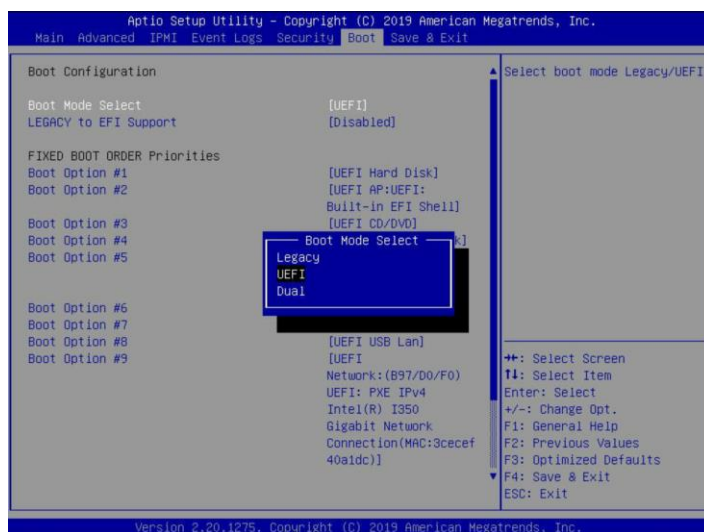 Aptio Setup Utility – Copyright (C) 2019 American Megatrends, Inc.
Main Advanced IPMI Event Logs Security Boot Save & Exit
Boot Configuration
Boot Mode Select [UEFI]
LEGACY to EFI Support [Disabled]
FIXED BOOT ORDER Priorities
Boot Option #1 [UEFI Hard Disk]
Boot Option #2 [UEFI AP:UEFI:
Built-in EFI Shell]
Boot Option #3 [UEFI CD/DVD]
Boot Option #4 k]
Boot Option #5
Boot Mode Select
Legacy
UEFI
Dual
Boot Option #6
Boot Option #7
Boot Option #8 [UEFI USB Lan]
Boot Option #9 [UEFI
Network:(B97/D0/F0)
UEFI: PXE IPv4
Intel(R) I350
Gigabit Network
Connection(MAC:3cecef
40a1dc)]
Select boot mode Legacy/UEFI
→←: Select Screen
↑↓: Select Item
Enter: Select
+/-: Change Opt.
F1: General Help
F2: Previous Values
F3: Optimized Defaults
F4: Save & Exit
ESC: Exit
Version 2.20.1275. Copyright (C) 2019 American Megatrends, Inc.